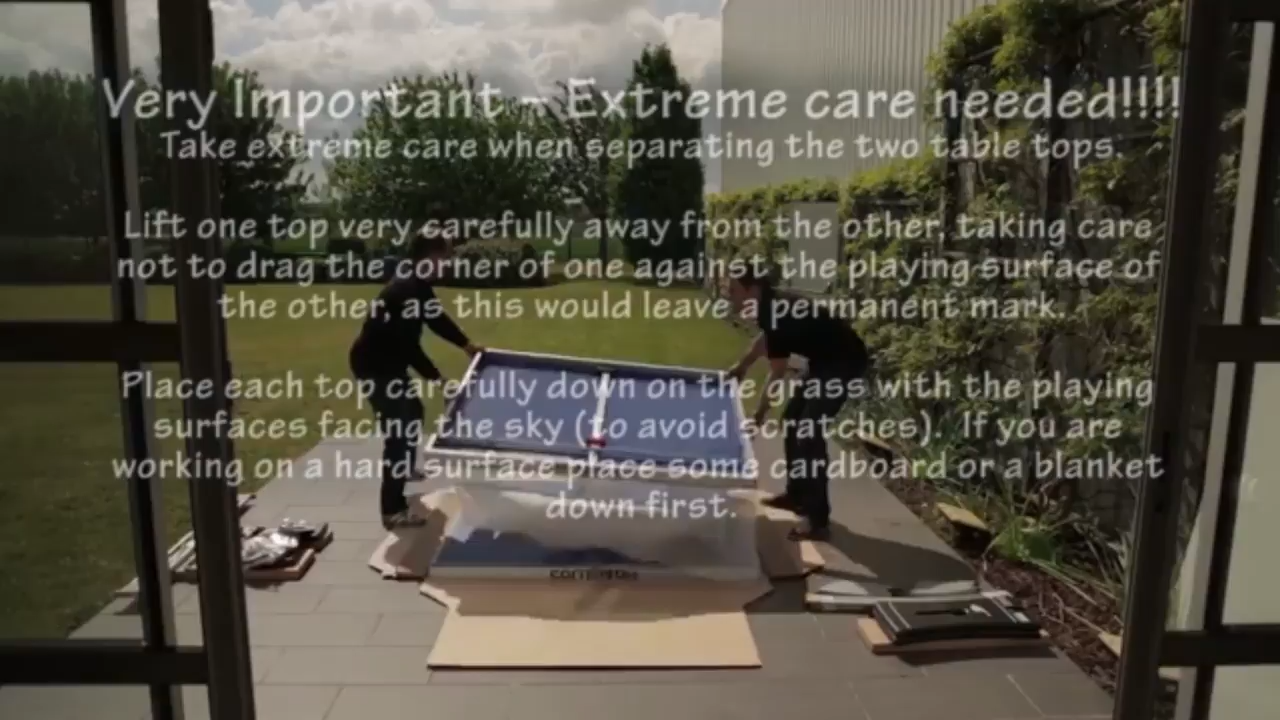 Very Important - Extreme care needed!!!!
Take extreme care when separating the two table tops.
Lift one top very carefully away from the other, taking care
not to drag the corner of one against the playing surface of
the other, as this would leave a permanent mark.
Place each top carefully down on the grass with the playing
surfaces facing the sky (to avoid scratches). If you are
working on a hard surface place some cardboard or a blanket
down first.